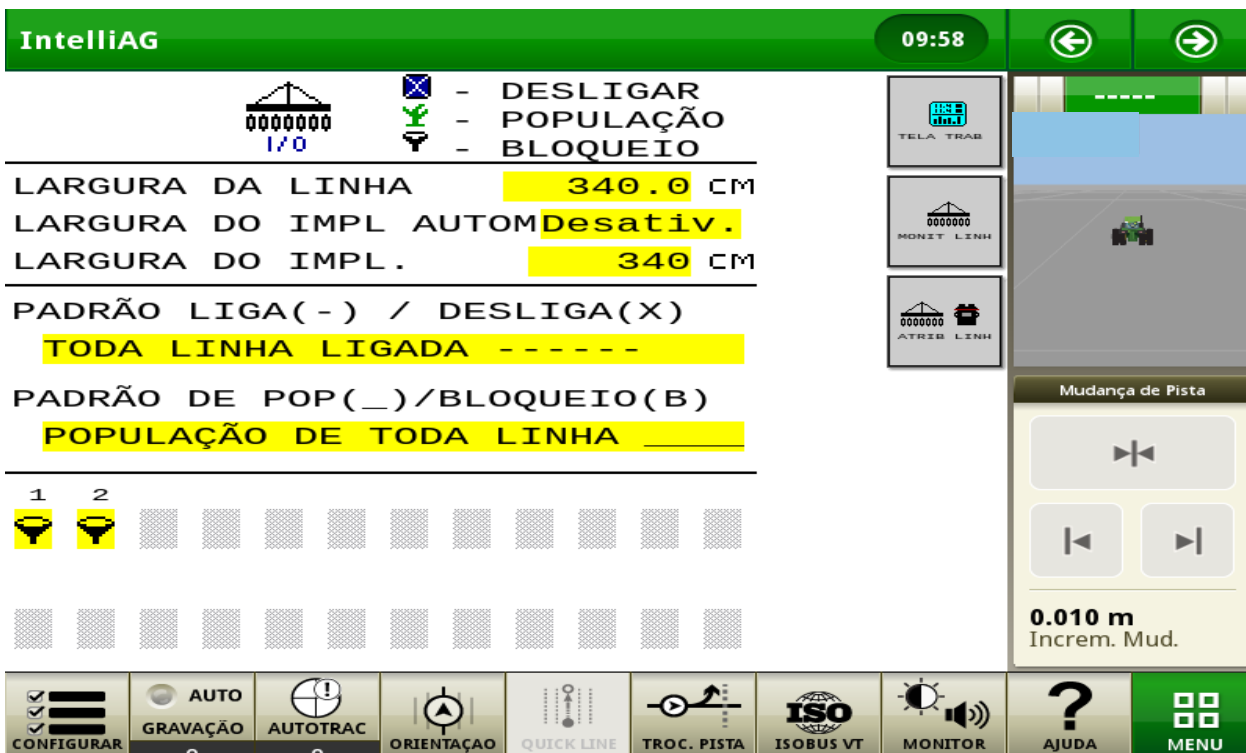 IntelliAG
09:58
- DESLIGAR
- POPULAÇÃO
- BLOQUEIO
I/O
LARGURA DA LINHA 340.0 CM
LARGURA DO IMPL AUTOM Desativ.
LARGURA DO IMPL. 340 CM
PADRÃO LIGA(-) / DESLIGA(X)
TODA LINHA LIGADA ------
PADRÃO DE POP(_)/BLOQUEIO(B)
POPULAÇÃO DE TODA LINHA _____
1 2
TELA TRAB
MONIT LINH
ATRIB LINH
-----
Mudança de Pista
0.010 m
Increm. Mud.
CONFIGURAR
AUTO
GRAVAÇÃO
AUTOTRAC
ORIENTAÇAO
QUICK LINE
TROC. PISTA
ISO
ISOBUS VT
MONITOR
AJUDA
MENU